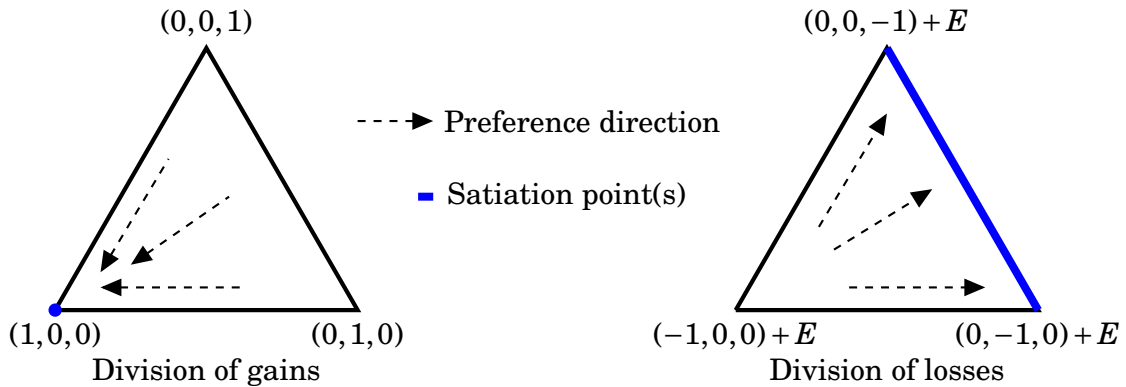 (0,0,1)
(0,0,−1)+E
Preference direction
Satiation point(s)
(1,0,0)
(0,1,0)
(−1,0,0)+E
(0,−1,0)+E
Division of gains
Division of losses